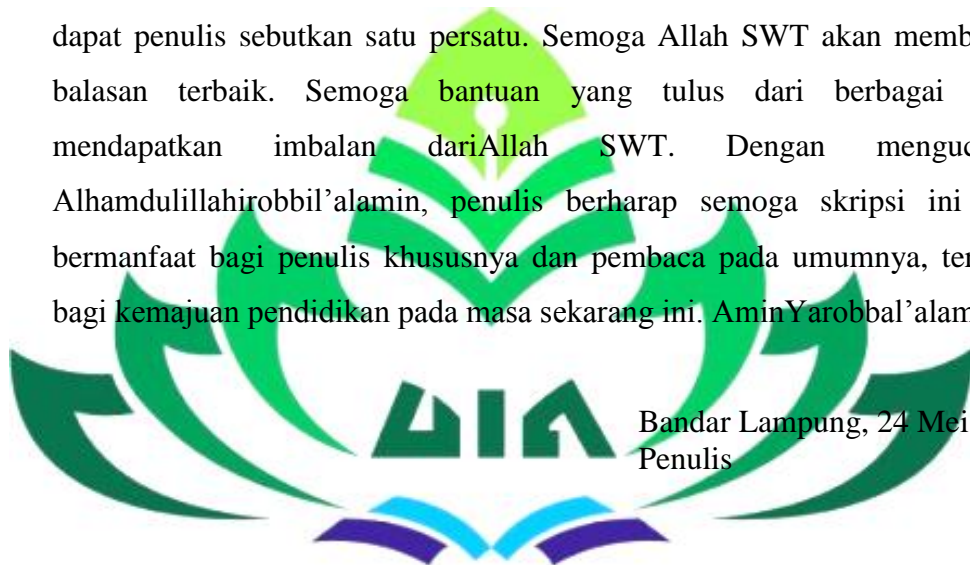 dapat penulis sebutkan satu persatu. Semoga Allah SWT akan memb
balasan terbaik. Semoga bantuan yang tulus dari berbagai
mendapatkan imbalan dariAllah SWT. Dengan menguc
Alhamdulillahirobbil’alamin, penulis berharap semoga skripsi ini
bermanfaat bagi penulis khususnya dan pembaca pada umumnya, ter
bagi kemajuan pendidikan pada masa sekarang ini. AminYarobbal’alam
UIN
Bandar Lampung, 24 Mei
Penulis